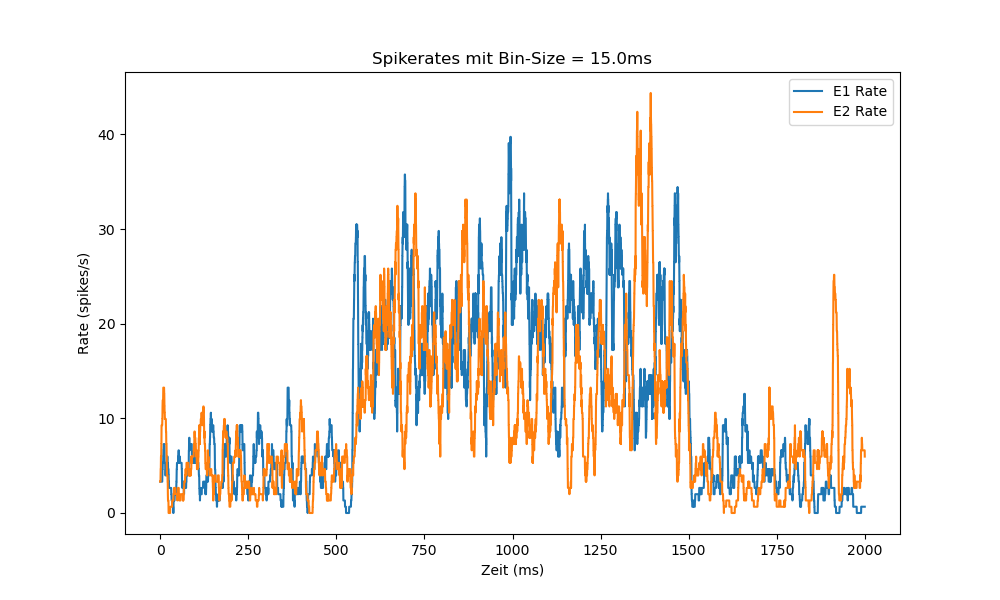 Spikerates mit Bin-Size = 15.0ms
E1 Rate
E2 Rate
Rate (spikes/s)
40
30
20
10
0
0 250 500 750 1000 1250 1500 1750 2000
Zeit (ms)